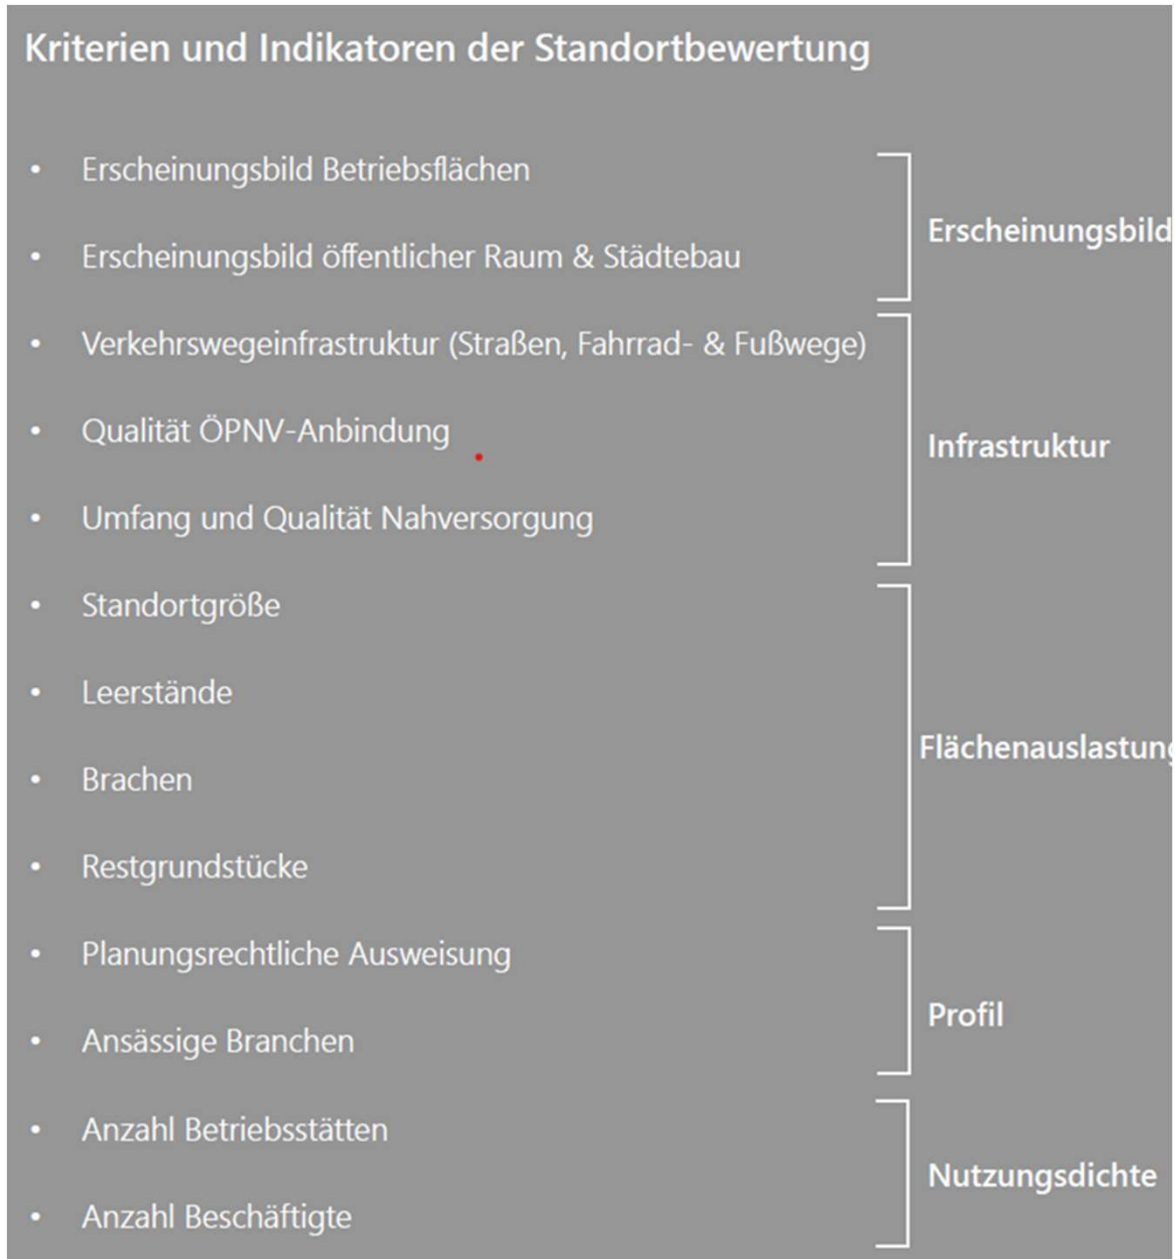 Kriterien und Indikatoren der Standortbewertung
• Erscheinungsbild Betriebsflächen
• Erscheinungsbild öffentlicher Raum & Städtebau
Erscheinungsbild
• Verkehrswegeinfrastruktur (Straßen, Fahrrad- & Fußwege)
• Qualität ÖPNV-Anbindung
• Umfang und Qualität Nahversorgung
Infrastruktur
• Standortgröße
• Leerstände
• Brachen
• Restgrundstücke
Flächenauslastung
• Planungsrechtliche Ausweisung
• Ansässige Branchen
Profil
• Anzahl Betriebsstätten
• Anzahl Beschäftigte
Nutzungsdichte